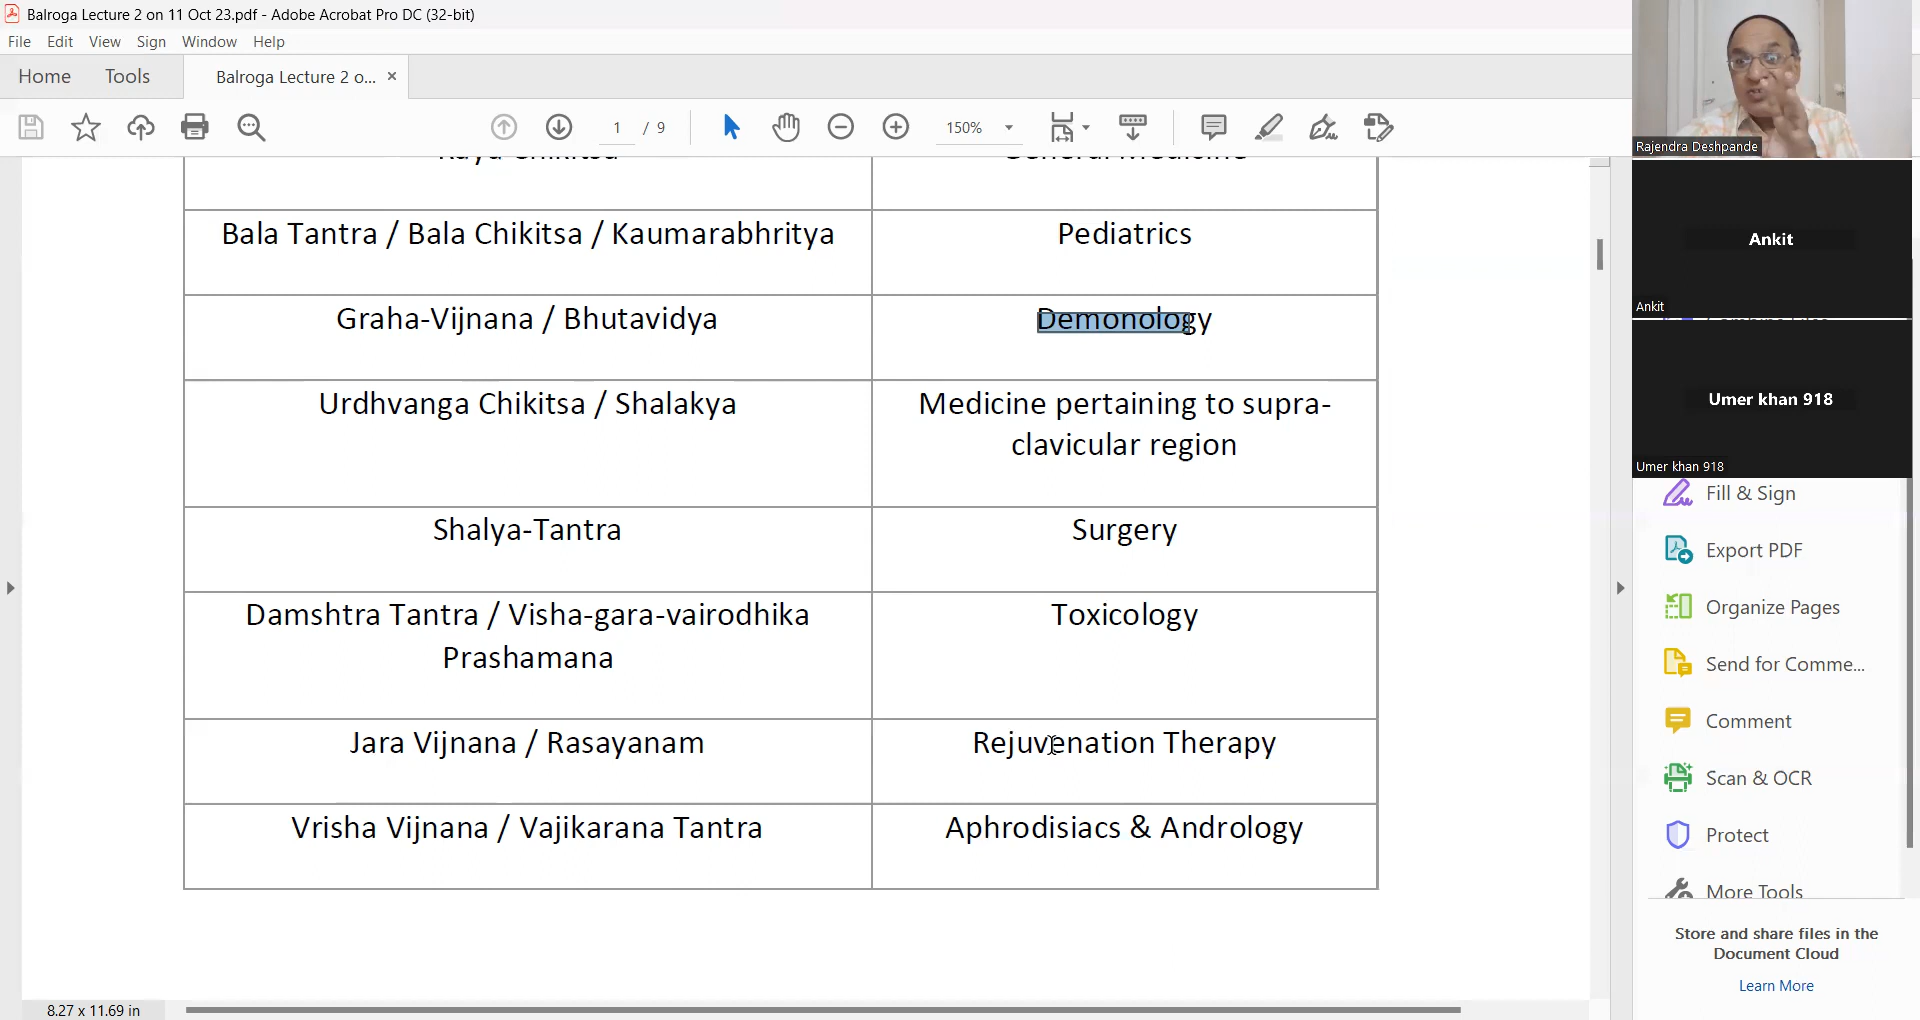 Balroga Lecture 2 on 11 Oct 23.pdf - Adobe Acrobat Pro DC (32-bit)
File Edit View Sign Window Help
Home Tools Balroga Lecture 2 o... ×
1 / 9 150%
Rajendra Deshpande
Kaya Chikitsa General Medicine
Bala Tantra / Bala Chikitsa / Kaumarabhritya Pediatrics
Graha-Vijnana / Bhutavidya Demonology
Urdhvanga Chikitsa / Shalakya Medicine pertaining to supra-
clavicular region
Shalya-Tantra Surgery
Damshtra Tantra / Visha-gara-vairodhika Toxicology
Prashamana
Jara Vijnana / Rasayanam Rejuvenation Therapy
Vrisha Vijnana / Vajikarana Tantra Aphrodisiacs & Andrology
8.27 x 11.69 in
Ankit
Ankit
Umer khan 918
Umer khan 918
Fill & Sign
Export PDF
Organize Pages
Send for Comme...
Comment
Scan & OCR
Protect
More Tools
Store and share files in the
Document Cloud
Learn More